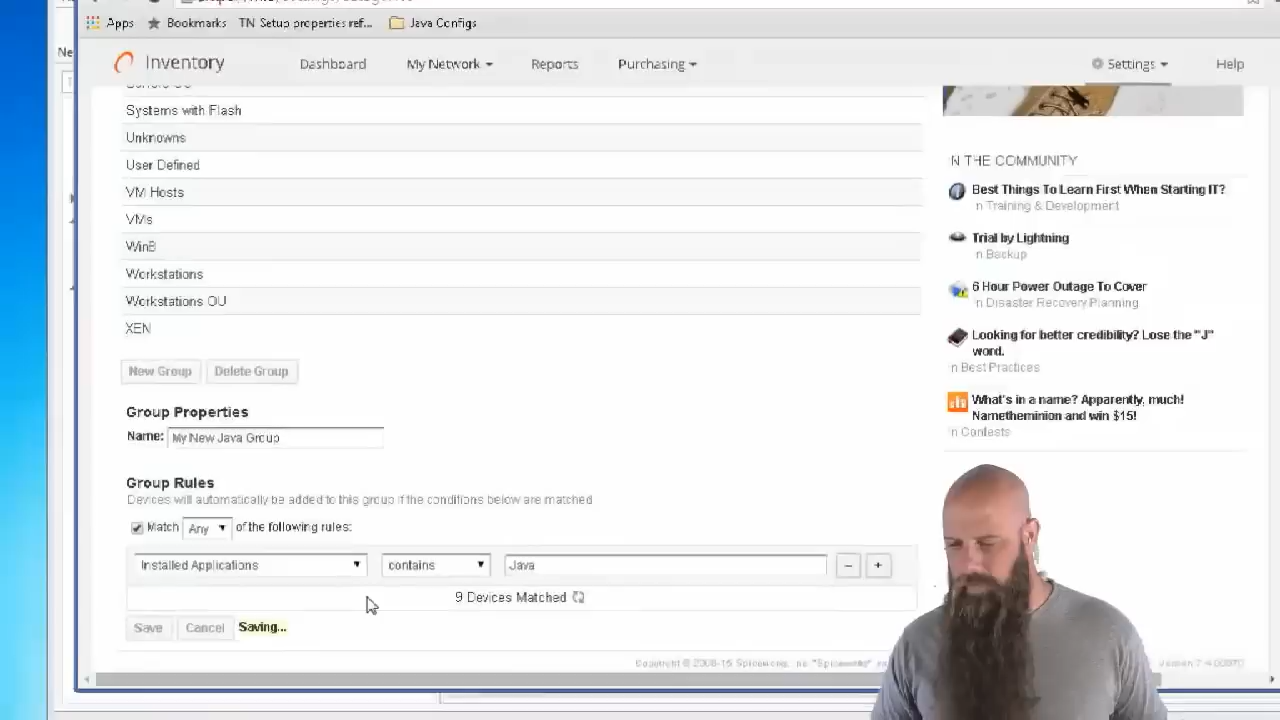 Ne
Apps Bookmarks TN Setup properties ref... Java Configs
Inventory Dashboard My Network Reports Purchasing Settings Help
Systems with Flash
Unknowns
User Defined
VM Hosts
VMs
Win8
Workstations
Workstations OU
XEN
New Group Delete Group
Group Properties
Name: My New Java Group
Group Rules
Devices will automatically be added to this group if the conditions below are matched
Match Any of the following rules:
Installed Applications contains Java − +
9 Devices Matched
Save Cancel Saving...
N THE COMMUNITY
Best Things To Learn First When Starting IT?
n Training & Development
Trial by Lightning
n Backup
6 Hour Power Outage To Cover
n Disaster Recovery Planning
Looking for better credibility? Lose the "J"
word.
n Best Practices
What's in a name? Apparently, much!
Nametheminion and win $15!
n Contests
Copyright © 2006-15 Spiceworks